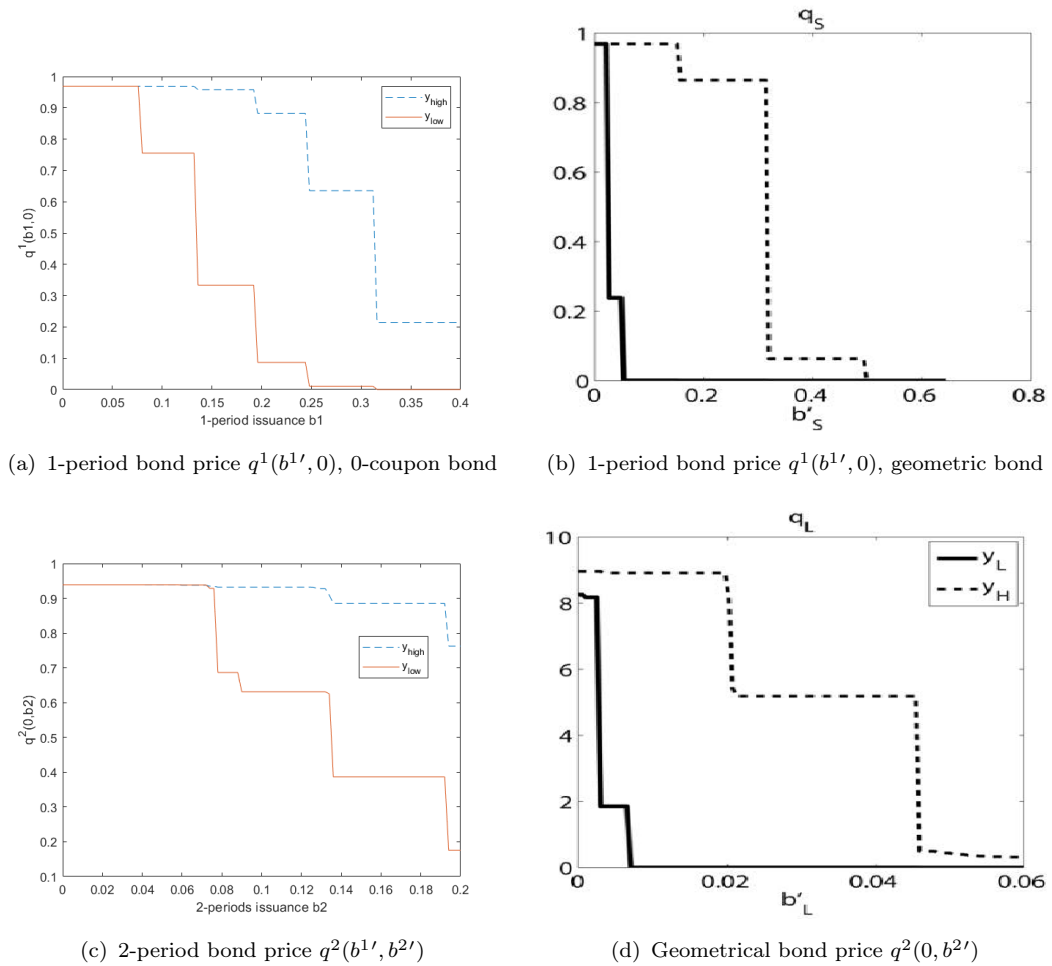 1
0.9
0.8
0.7
0.6
0.5
0.4
0.3
0.2
0.1
0
q¹(b1,0)
y_high
y_low
0 0.05 0.1 0.15 0.2 0.25 0.3 0.35 0.4
1-period issuance b1
(a) 1-period bond price q¹(b¹′, 0), 0-coupon bond
q_S
1
0.8
0.6
0.4
0.2
0
0 0.2 0.4 0.6 0.8
b'_S
(b) 1-period bond price q¹(b¹′, 0), geometric bond
1
0.9
0.8
0.7
0.6
0.5
0.4
0.3
0.2
0.1
q²(0,b2)
y_high
y_low
0 0.02 0.04 0.06 0.08 0.1 0.12 0.14 0.16 0.18 0.2
2-periods issuance b2
(c) 2-period bond price q²(b¹′, b²′)
q_L
10
8
6
4
2
0
y_L
y_H
0 0.02 0.04 0.06
b'_L
(d) Geometrical bond price q²(0, b²′)